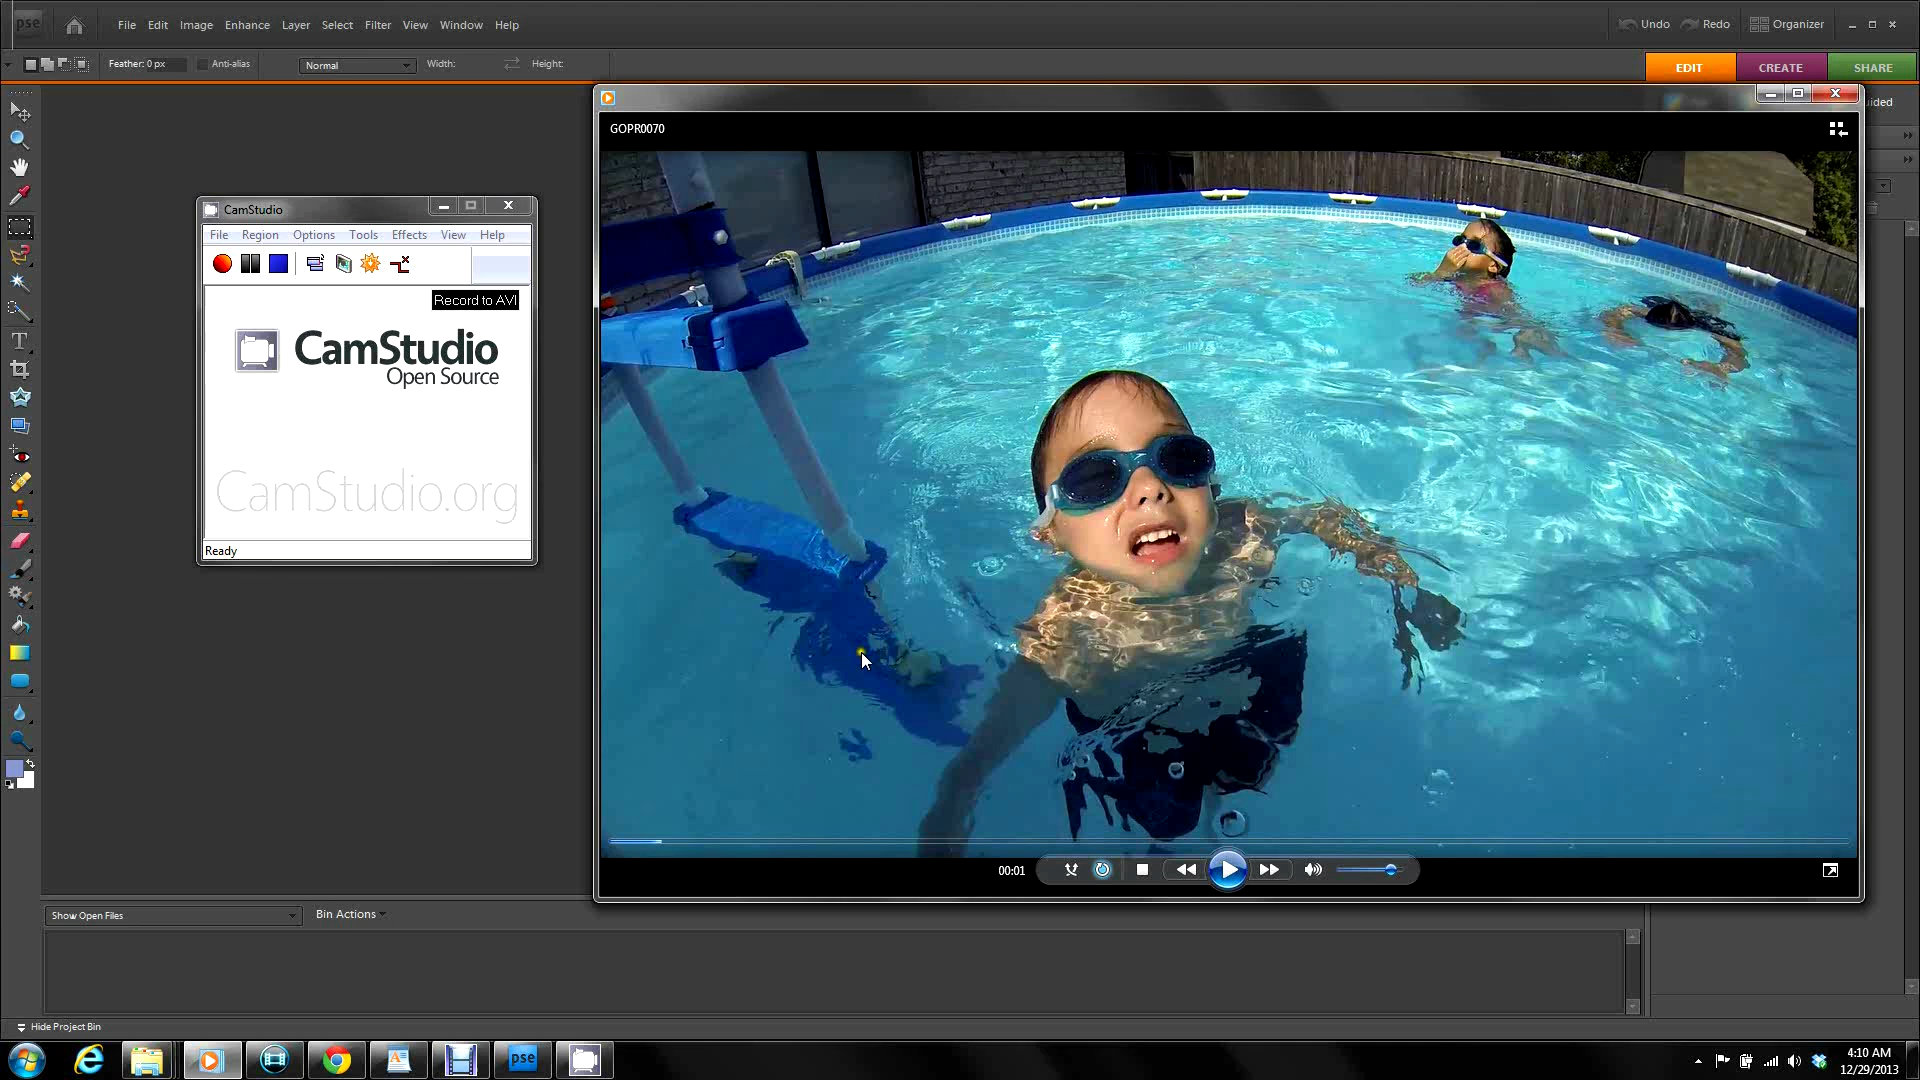 pse
File Edit Image Enhance Layer Select Filter View Window Help
Undo Redo Organizer
Feather: 0 px Anti-alias Normal Width: Height:
EDIT CREATE SHARE
uided
GOPR0070
CamStudio
File Region Options Tools Effects View Help
Record to AVI
CamStudio
Open Source
CamStudio.org
Ready
T
00:01
Show Open Files Bin Actions
Hide Project Bin
pse
4:10 AM
12/29/2013